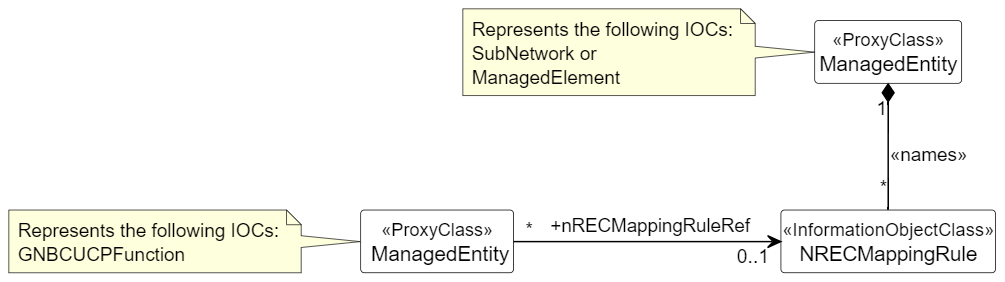 Represents the following IOCs:
SubNetwork or
ManagedElement
«ProxyClass»
ManagedEntity
1
«names»
*
Represents the following IOCs:
GNBCUCPFunction
«ProxyClass»
ManagedEntity
* +nRECMappingRuleRef
0..1
«InformationObjectClass»
NRECMappingRule